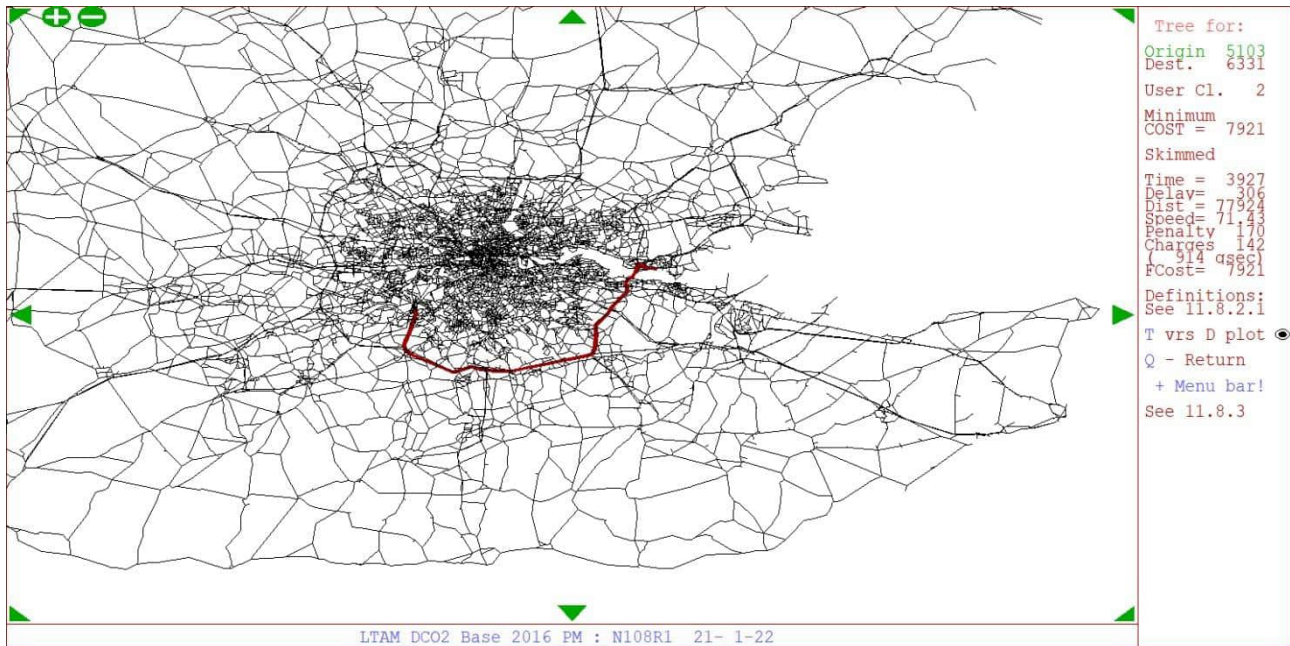 Tree for:
Origin 5103
Dest. 6331
User Cl. 2
Minimum
COST = 7921
Skimmed
Time = 3927
Delay= 306
Dist = 77924
Speed= 71.43
Penalty 170
Charges 142
( 914 qsec)
FCost= 7921
Definitions:
See 11.8.2.1
T vrs D plot
Q - Return
+ Menu bar!
See 11.8.3
LTAM DCO2 Base 2016 PM : N108R1 21- 1-22